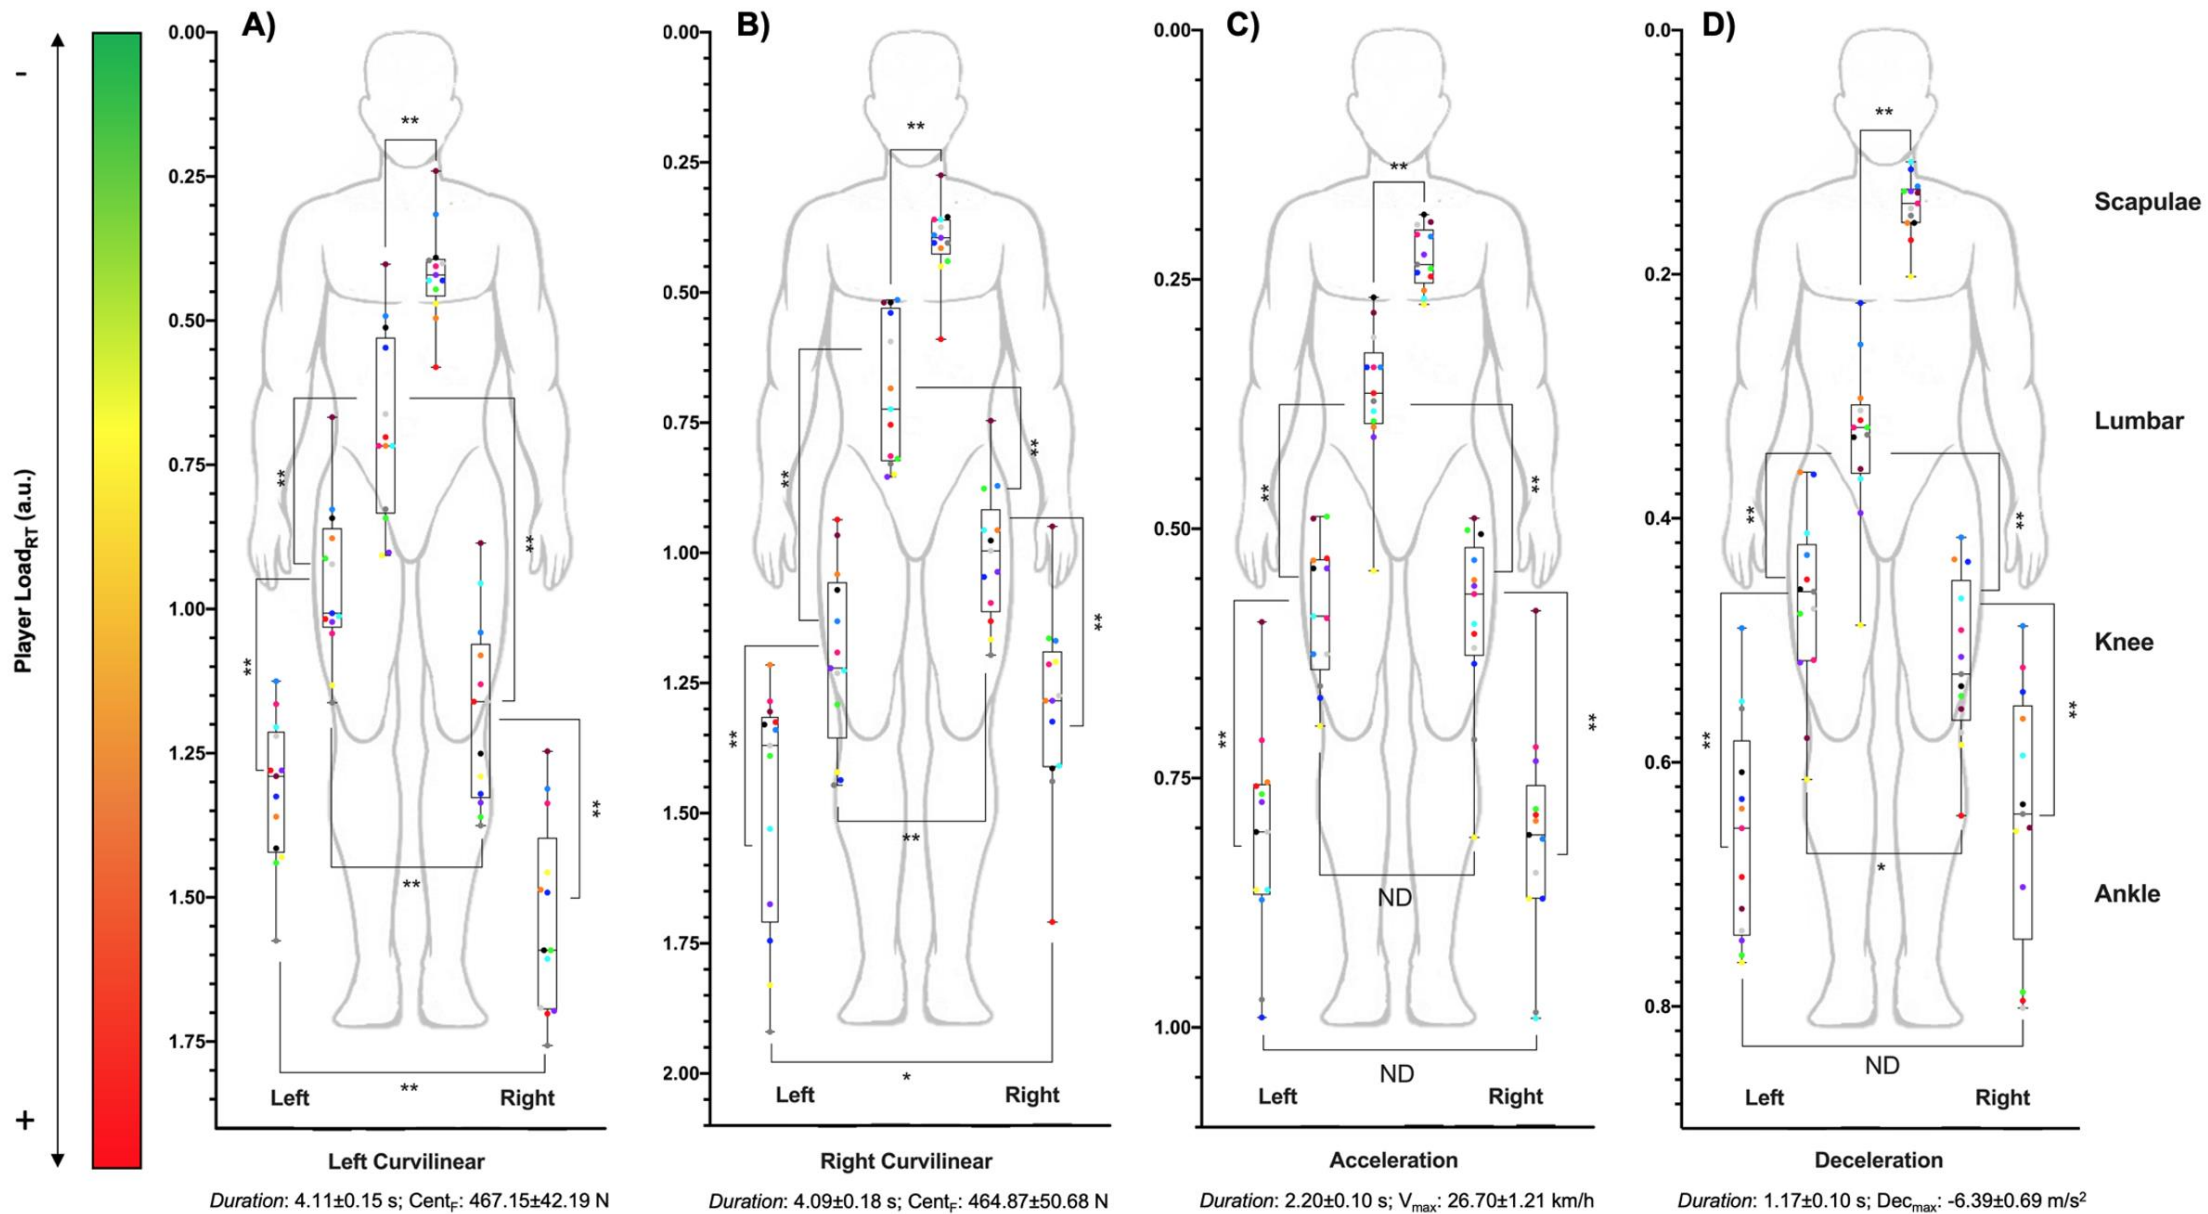 A)
B)
C)
D)
-
Player LoadRT (a.u.)
+
0.00
0.25
0.50
0.75
1.00
1.25
1.50
1.75
**
**
**
**
**
**
**
Left
Right
Left Curvilinear
Duration: 4.11±0.15 s; CentF: 467.15±42.19 N
0.00
0.25
0.50
0.75
1.00
1.25
1.50
1.75
2.00
**
**
**
**
**
**
*
Left
Right
Right Curvilinear
Duration: 4.09±0.18 s; CentF: 464.87±50.68 N
0.00
0.25
0.50
0.75
1.00
**
**
**
**
**
ND
ND
Left
Right
Acceleration
Duration: 2.20±0.10 s; Vmax: 26.70±1.21 km/h
0.0
0.2
0.4
0.6
0.8
**
**
**
**
**
*
ND
Left
Right
Deceleration
Duration: 1.17±0.10 s; Decmax: -6.39±0.69 m/s²
Scapulae
Lumbar
Knee
Ankle